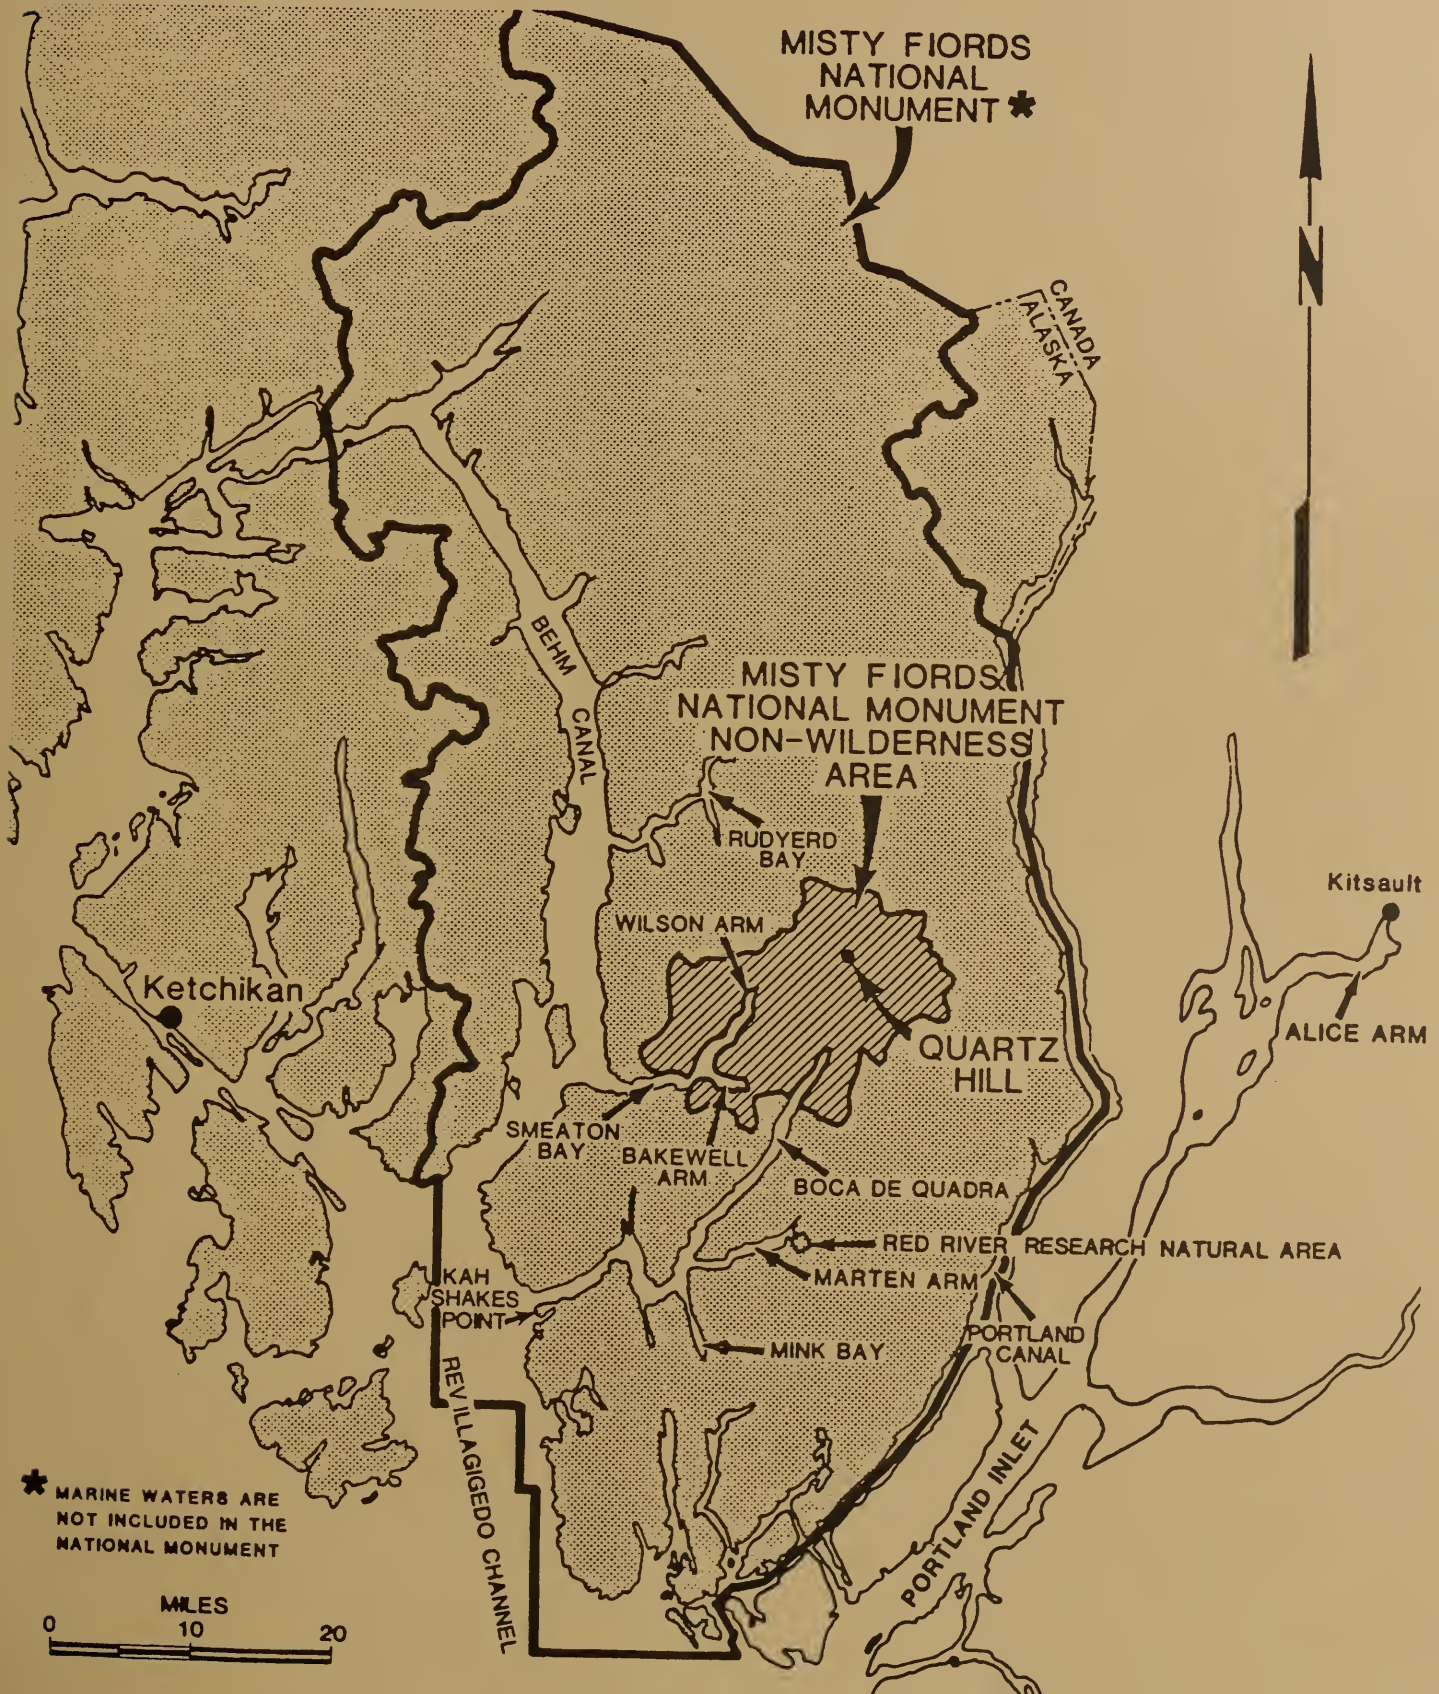 MISTY FIORDS
NATIONAL
MONUMENT *
N
CANADA
ALASKA
BEHM
CANAL
MISTY FIORDS
NATIONAL MONUMENT
NON-WILDERNESS
AREA
RUDYERD
BAY
WILSON ARM
Kitsault
Ketchikan
ALICE ARM
QUARTZ
HILL
SMEATON
BAY
BAKEWELL
ARM
BOCA DE QUADRA
RED RIVER RESEARCH NATURAL AREA
MARTEN ARM
KAH
SHAKES
POINT
PORTLAND
CANAL
MINK BAY
REVILLAGIGEDO CHANNEL
PORTLAND INLET
* MARINE WATERS ARE
NOT INCLUDED IN THE
NATIONAL MONUMENT
MILES
0 10 20